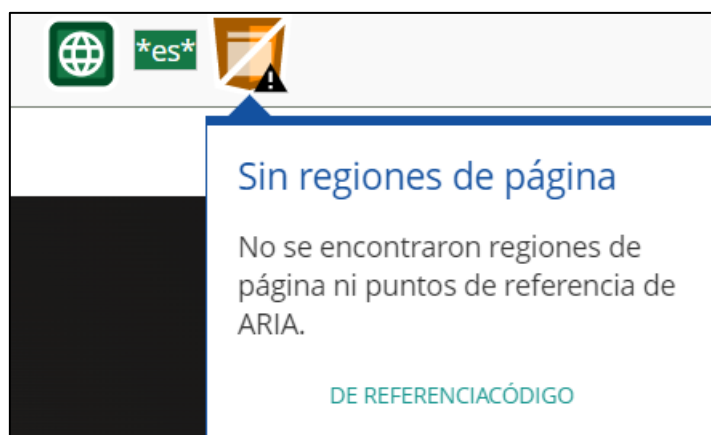 *es*
Sin regiones de página
No se encontraron regiones de
página ni puntos de referencia de
ARIA.
DE REFERENCIACÓDIGO